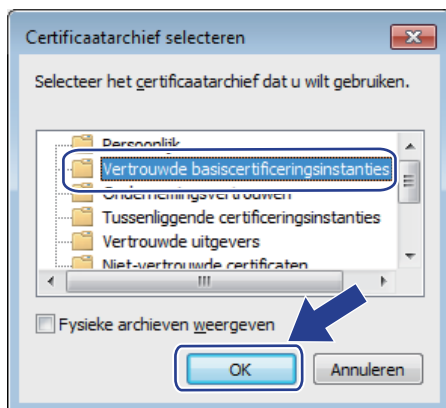 Certificaatarchief selecteren
Selecteer het certificaatarchief dat u wilt gebruiken.
Persoonlijk
Vertrouwde basiscertificeringsinstanties
Ondernemingsvertrouwen
Tussenliggende certificeringsinstanties
Vertrouwde uitgevers
Niet-vertrouwde certificaten
Fysieke archieven weergeven
OK
Annuleren